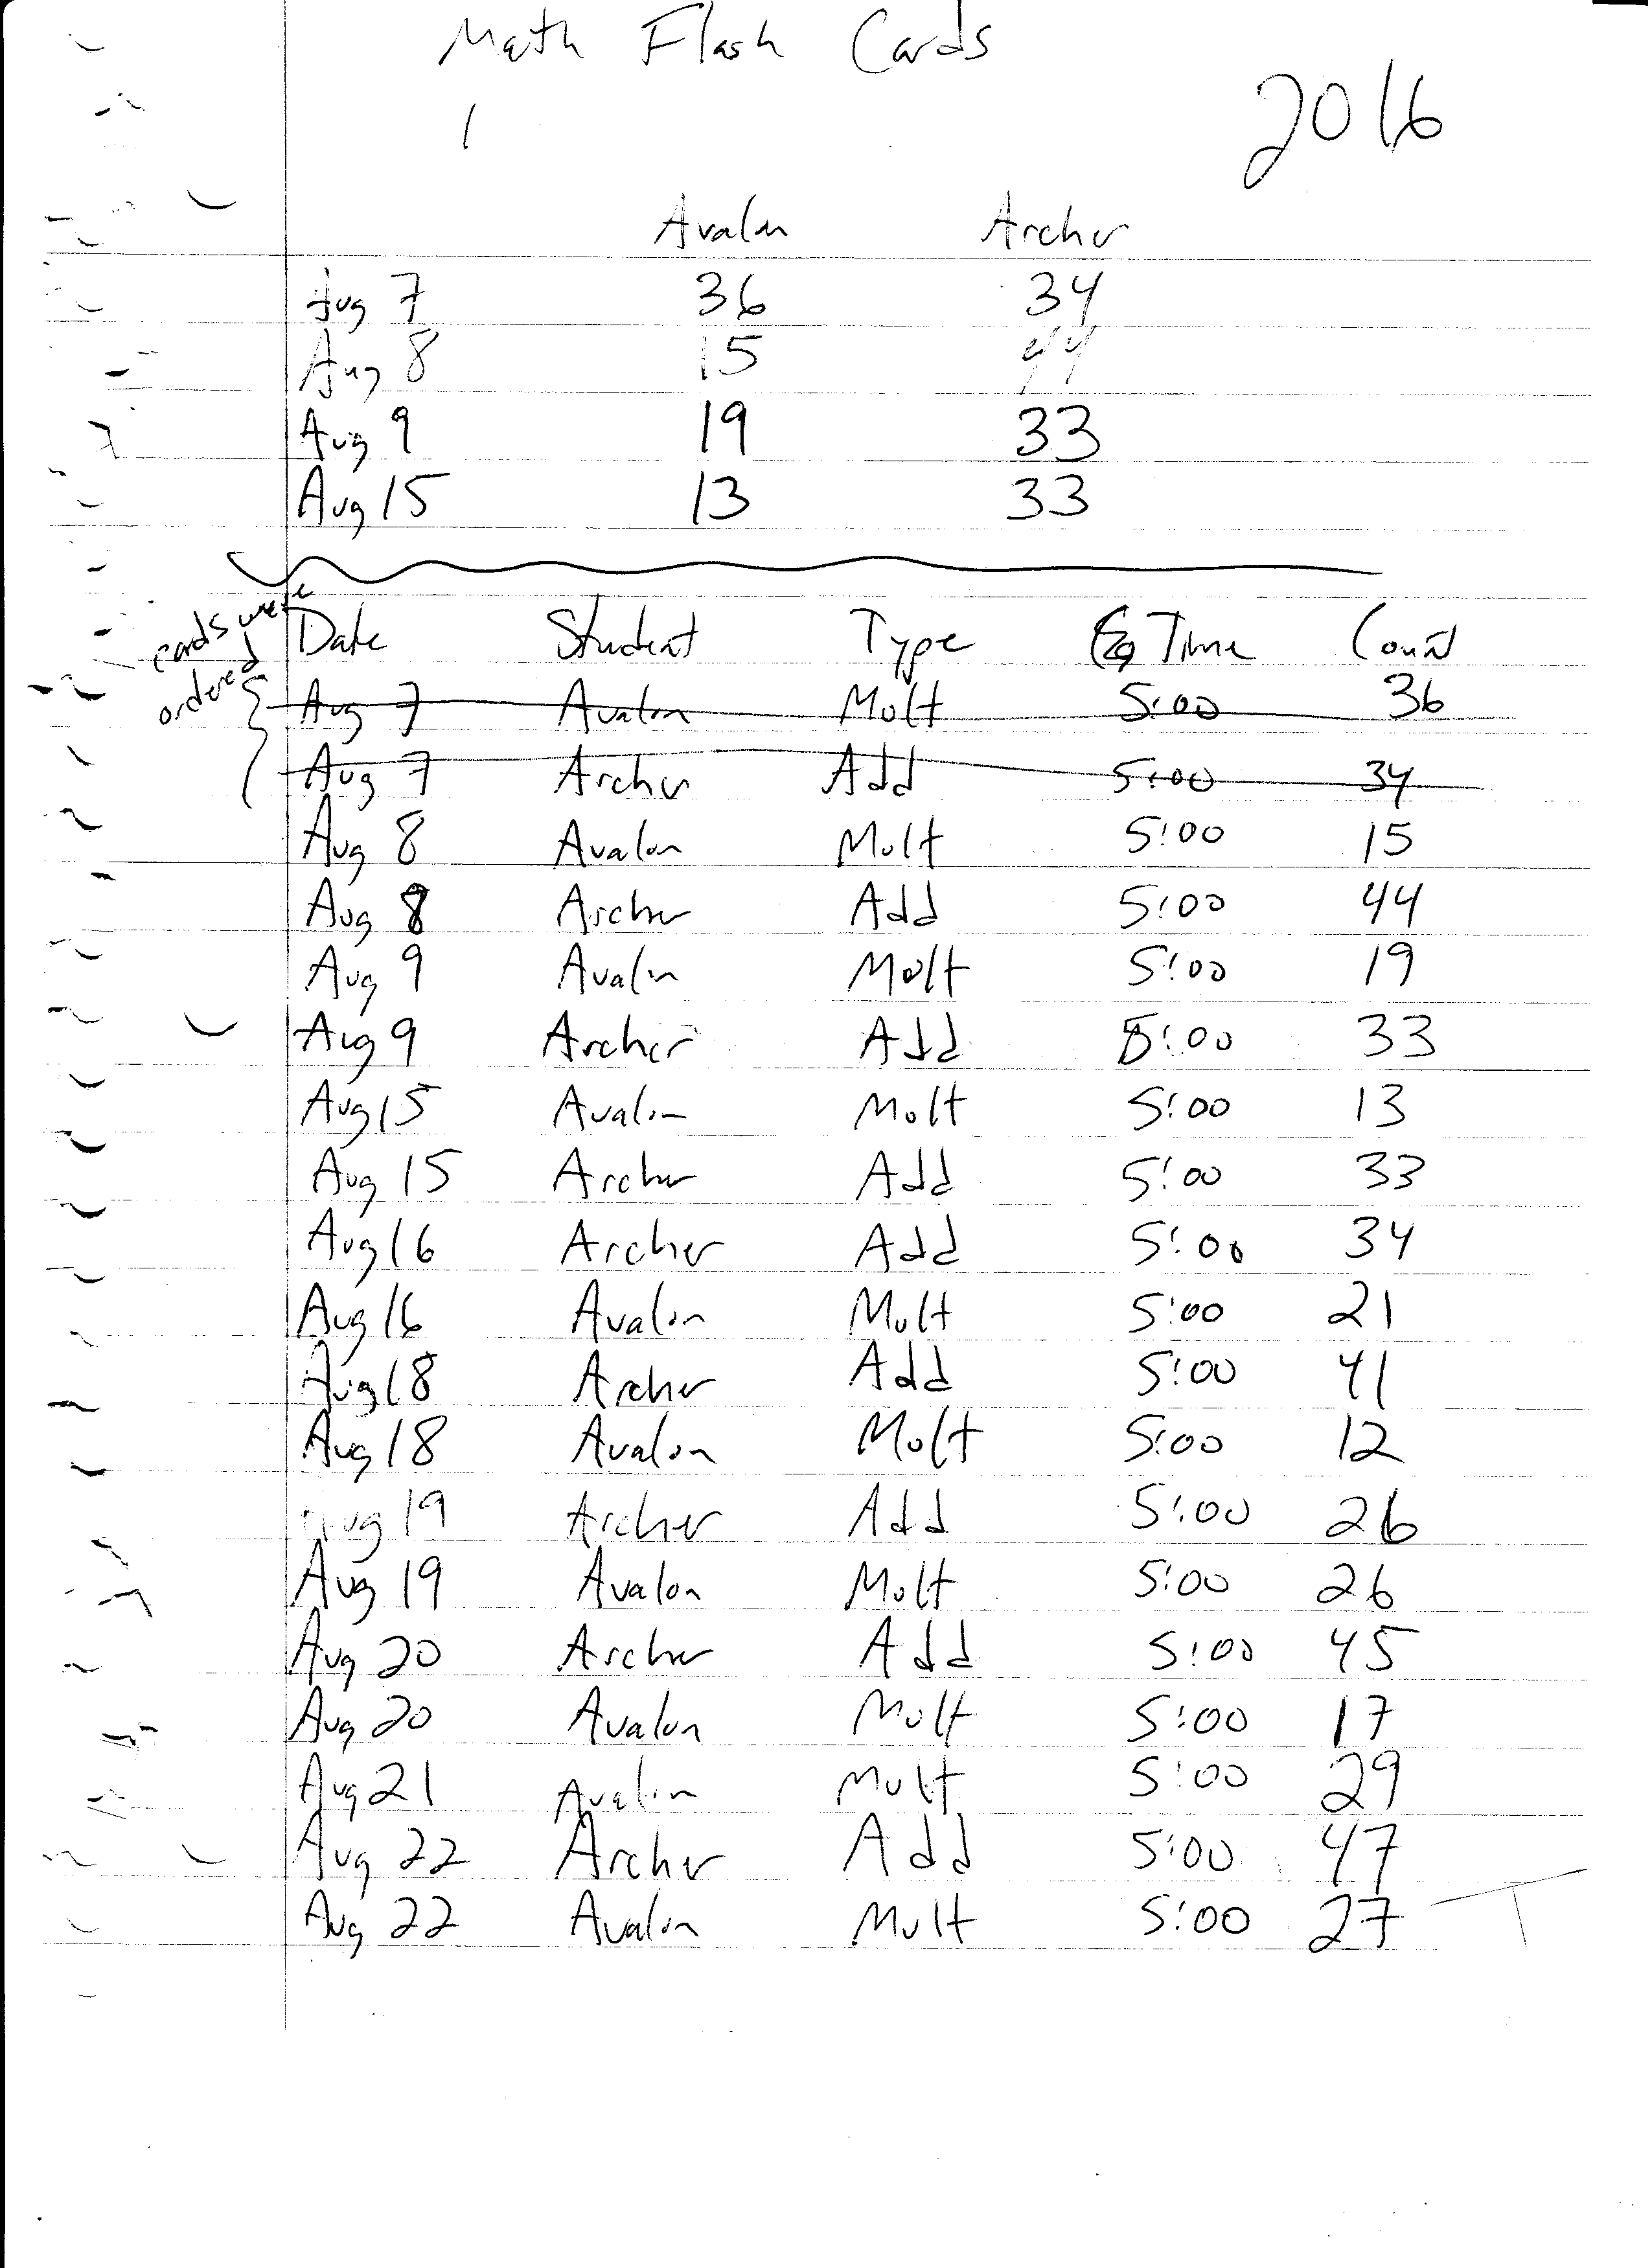 Math Flash Cards
2016
Avalon Archer
Aug 7 36 34
Aug 8 15 44
Aug 9 19 33
Aug 15 13 33
cards were
ordered
Date Student Type Time Count
Aug 7 Avalon Mult 5:00 36
Aug 7 Archer Add 5:00 34
Aug 8 Avalon Mult 5:00 15
Aug 8 Archer Add 5:00 44
Aug 9 Avalon Mult 5:00 19
Aug 9 Archer Add 5:00 33
Aug 15 Avalon Mult 5:00 13
Aug 15 Archer Add 5:00 33
Aug 16 Archer Add 5:00 34
Aug 16 Avalon Mult 5:00 21
Aug 18 Archer Add 5:00 41
Aug 18 Avalon Mult 5:00 12
Aug 19 Archer Add 5:00 26
Aug 19 Avalon Mult 5:00 26
Aug 20 Archer Add 5:00 45
Aug 20 Avalon Mult 5:00 17
Aug 21 Avalon Mult 5:00 29
Aug 22 Archer Add 5:00 47
Aug 22 Avalon Mult 5:00 27